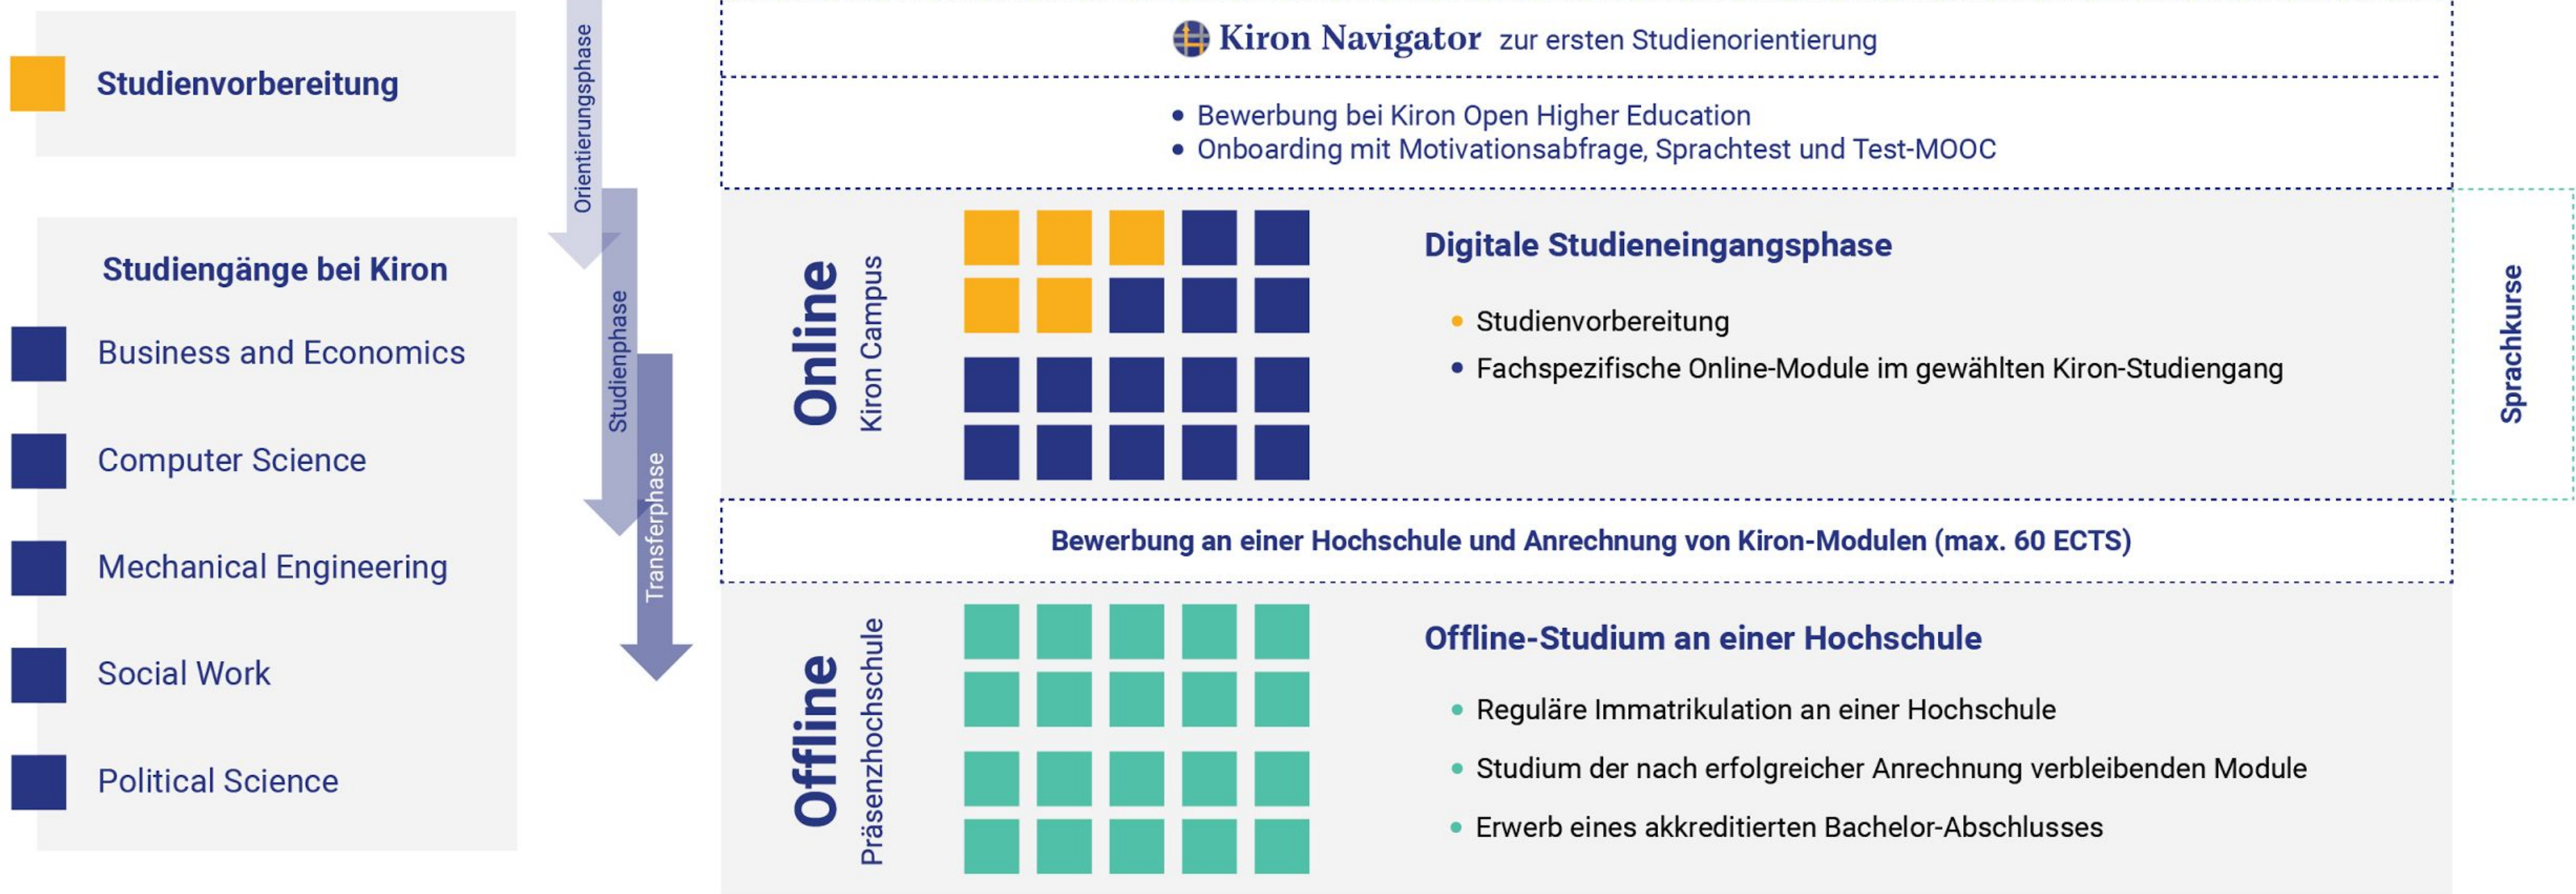 Studienvorbereitung
Studiengänge bei Kiron
Business and Economics
Computer Science
Mechanical Engineering
Social Work
Political Science
Orientierungsphase
Studienphase
Transferphase
Kiron Navigator zur ersten Studienorientierung
• Bewerbung bei Kiron Open Higher Education
• Onboarding mit Motivationsabfrage, Sprachtest und Test-MOOC
Online
Kiron Campus
Digitale Studieneingangsphase
• Studienvorbereitung
• Fachspezifische Online-Module im gewählten Kiron-Studiengang
Sprachkurse
Bewerbung an einer Hochschule und Anrechnung von Kiron-Modulen (max. 60 ECTS)
Offline
Präsenzhochschule
Offline-Studium an einer Hochschule
• Reguläre Immatrikulation an einer Hochschule
• Studium der nach erfolgreicher Anrechnung verbleibenden Module
• Erwerb eines akkreditierten Bachelor-Abschlusses